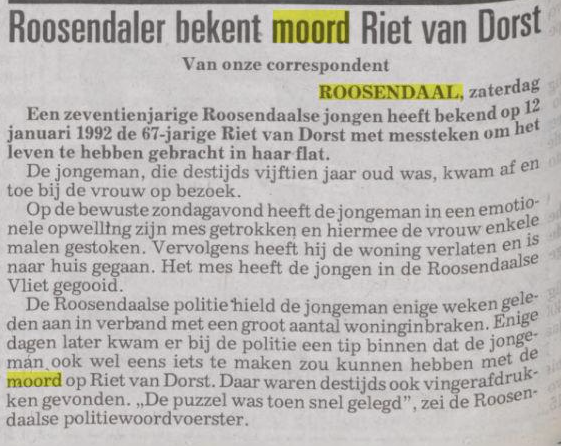 Roosendaler bekent moord Riet van Dorst
Van onze correspondent
ROOSENDAAL, zaterdag
Een zeventienjarige Roosendaalse jongen heeft bekend op 12
januari 1992 de 67-jarige Riet van Dorst met messteken om het
leven te hebben gebracht in haar flat.
De jongeman, die destijds vijftien jaar oud was, kwam af en
toe bij de vrouw op bezoek.
Op de bewuste zondagavond heeft de jongeman in een emotio-
nele opwelling zijn mes getrokken en hiermee de vrouw enkele
malen gestoken. Vervolgens heeft hij de woning verlaten en is
naar huis gegaan. Het mes heeft de jongen in de Roosendaalse
Vliet gegooid.
De Roosendaalse politie hield de jongeman enige weken gele-
den aan in verband met een groot aantal woninginbraken. Enige
dagen later kwam er bij de politie een tip binnen dat de jonge-
man ook wel eens iets te maken zou kunnen hebben met de
moord op Riet van Dorst. Daar waren destijds ook vingerafdruk-
ken gevonden. „De puzzel was toen snel gelegd”, zei de Roosen-
daalse politiewoordvoerster.